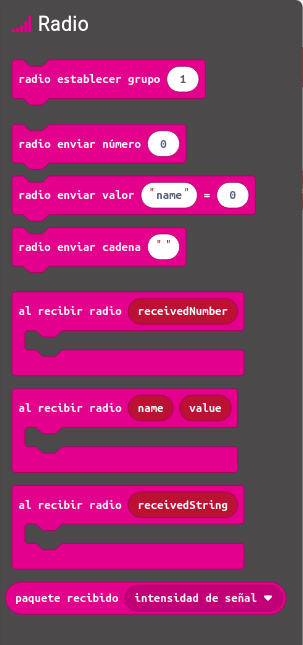 Radio
radio establecer grupo 1
radio enviar número 0
radio enviar valor "name" = 0
radio enviar cadena " "
al recibir radio receivedNumber
al recibir radio name value
al recibir radio receivedString
paquete recibido intensidad de señal